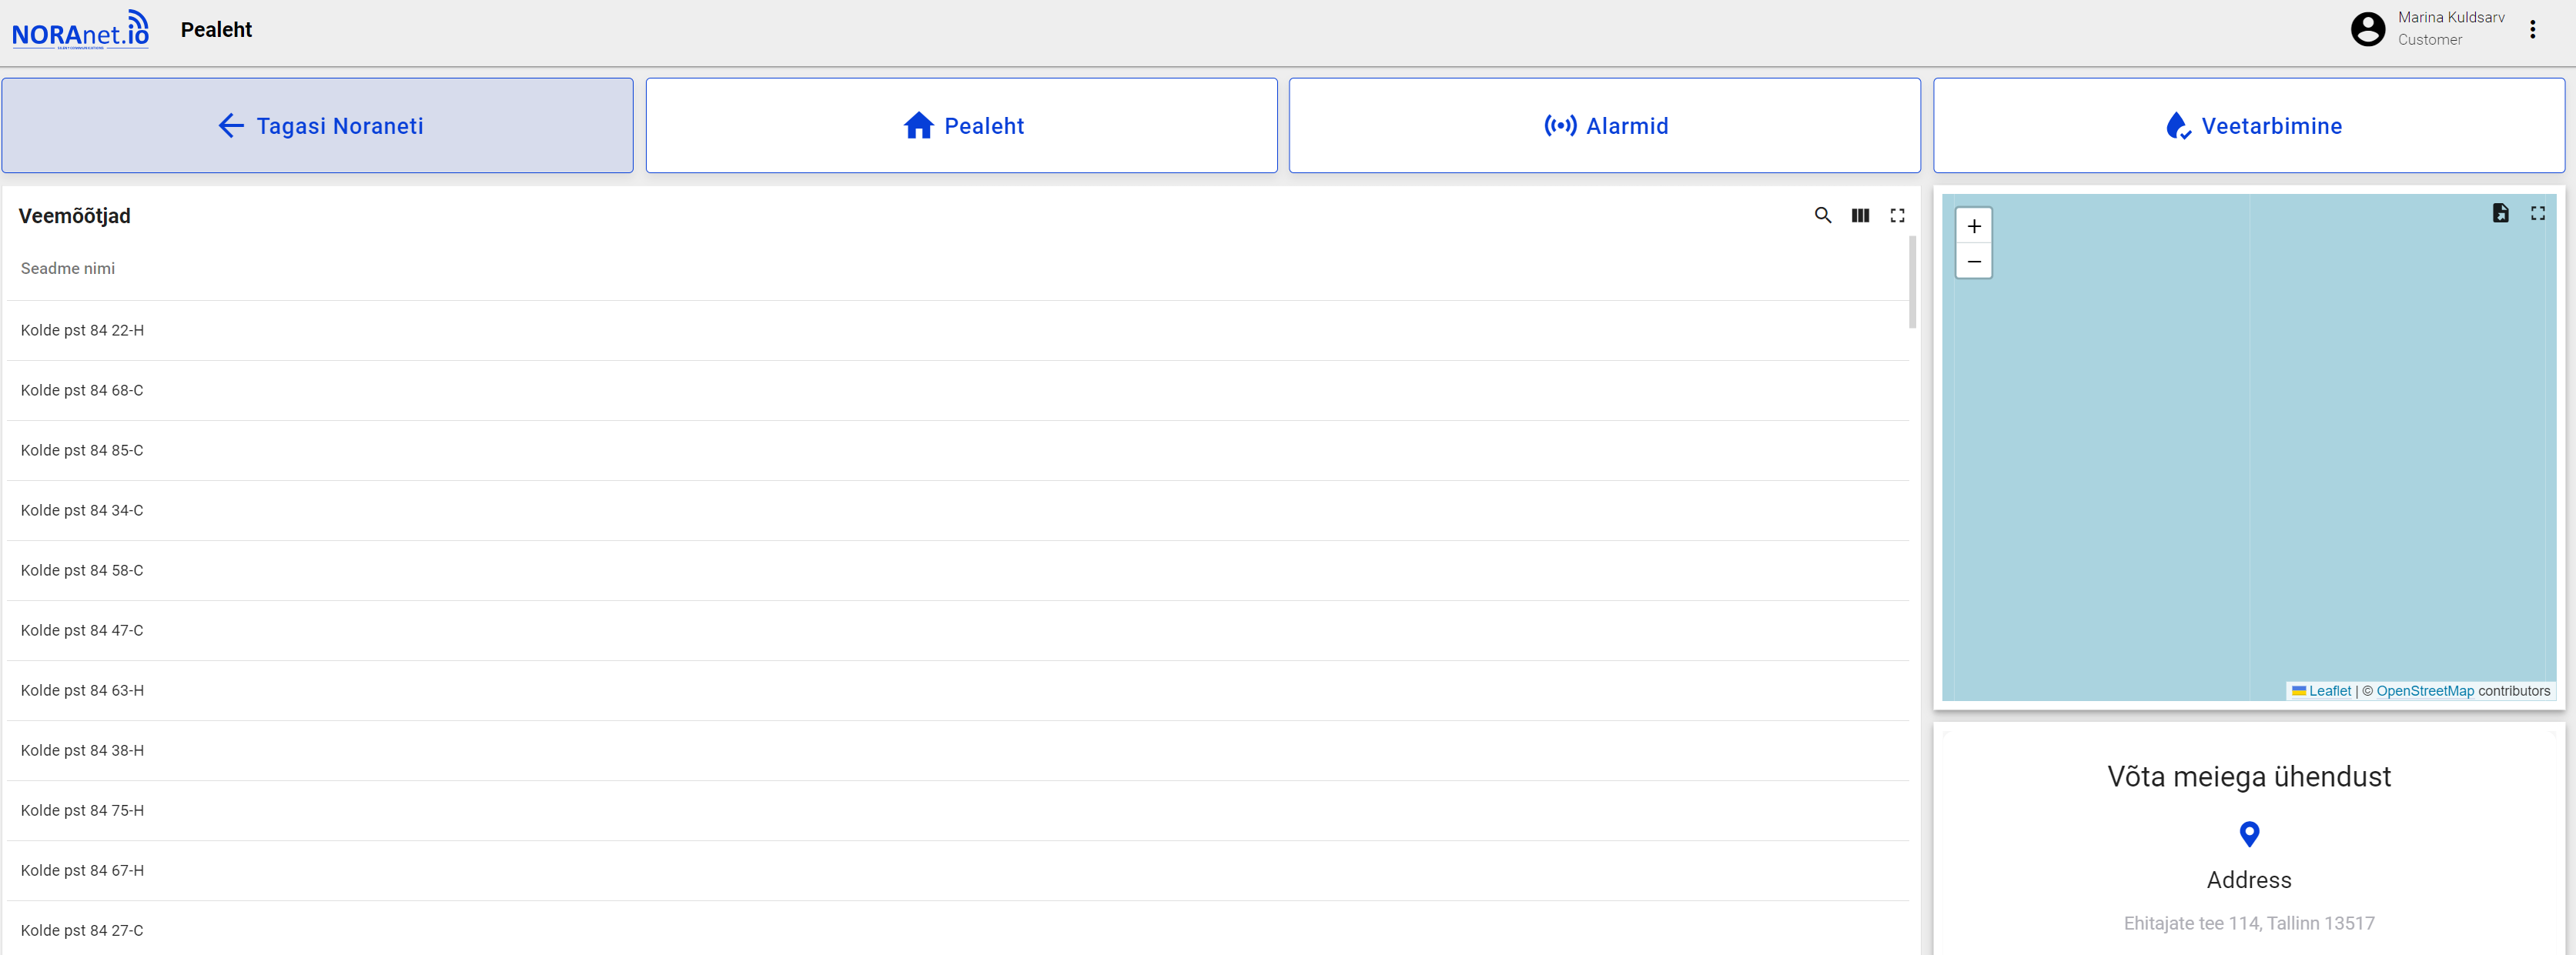 NORAnet.io
Pealeht
Marina Kuldsarv
Customer
Tagasi Noraneti
Pealeht
Alarmid
Veetarbimine
Veemõõtjad
Seadme nimi
Kolde pst 84 22-H
Kolde pst 84 68-C
Kolde pst 84 85-C
Kolde pst 84 34-C
Kolde pst 84 58-C
Kolde pst 84 47-C
Kolde pst 84 63-H
Kolde pst 84 38-H
Kolde pst 84 75-H
Kolde pst 84 67-H
Kolde pst 84 27-C
+
−
Leaflet | © OpenStreetMap contributors
Võta meiega ühendust
Address
Ehitajate tee 114, Tallinn 13517